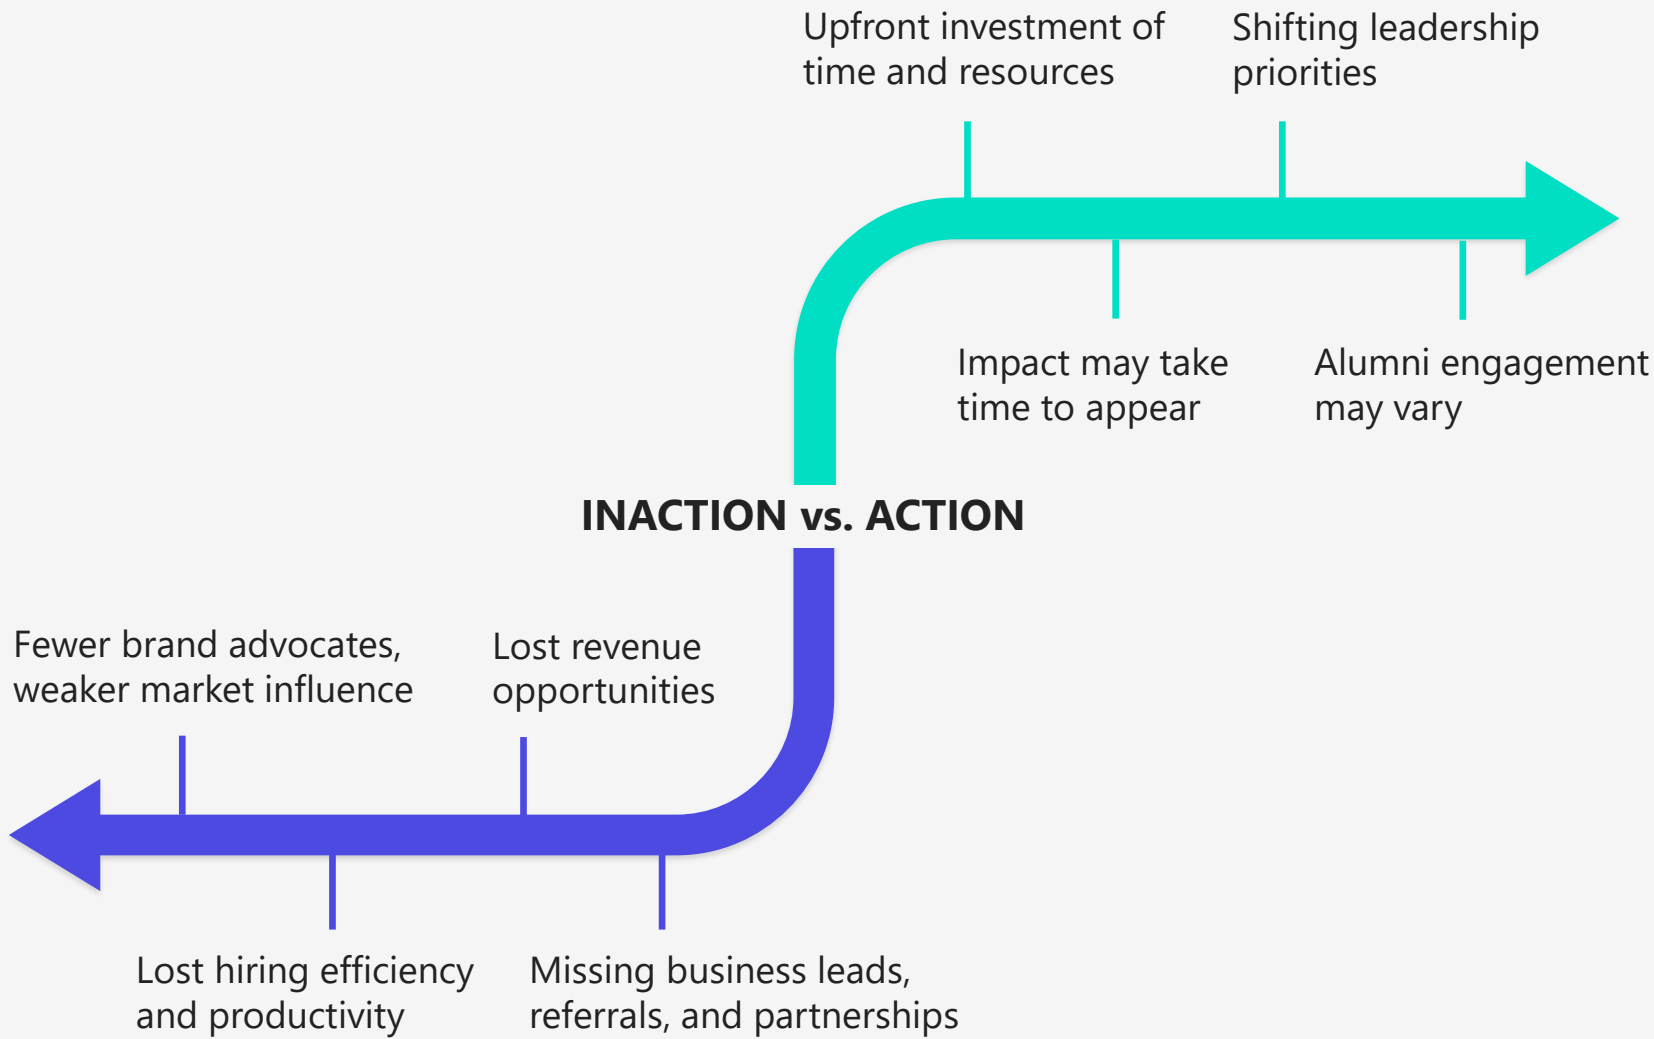 Upfront investment of
time and resources
Shifting leadership
priorities
Impact may take
time to appear
Alumni engagement
may vary
INACTION vs. ACTION
Fewer brand advocates,
weaker market influence
Lost revenue
opportunities
Lost hiring efficiency
and productivity
Missing business leads,
referrals, and partnerships